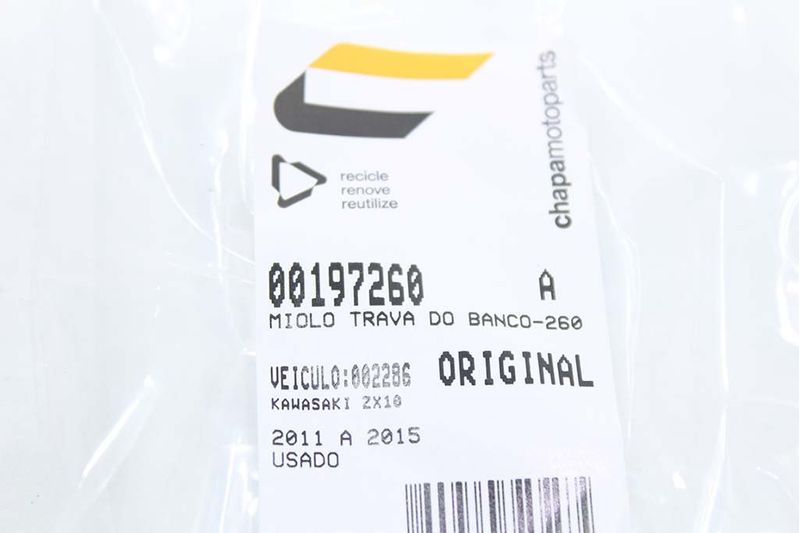 chapamotoparts
recicle
renove
reutilize
00197260 A
MIOLO TRAVA DO BANCO-260
VEICULO:002286 ORIGINAL
KAWASAKI ZX10
2011 A 2015
USADO